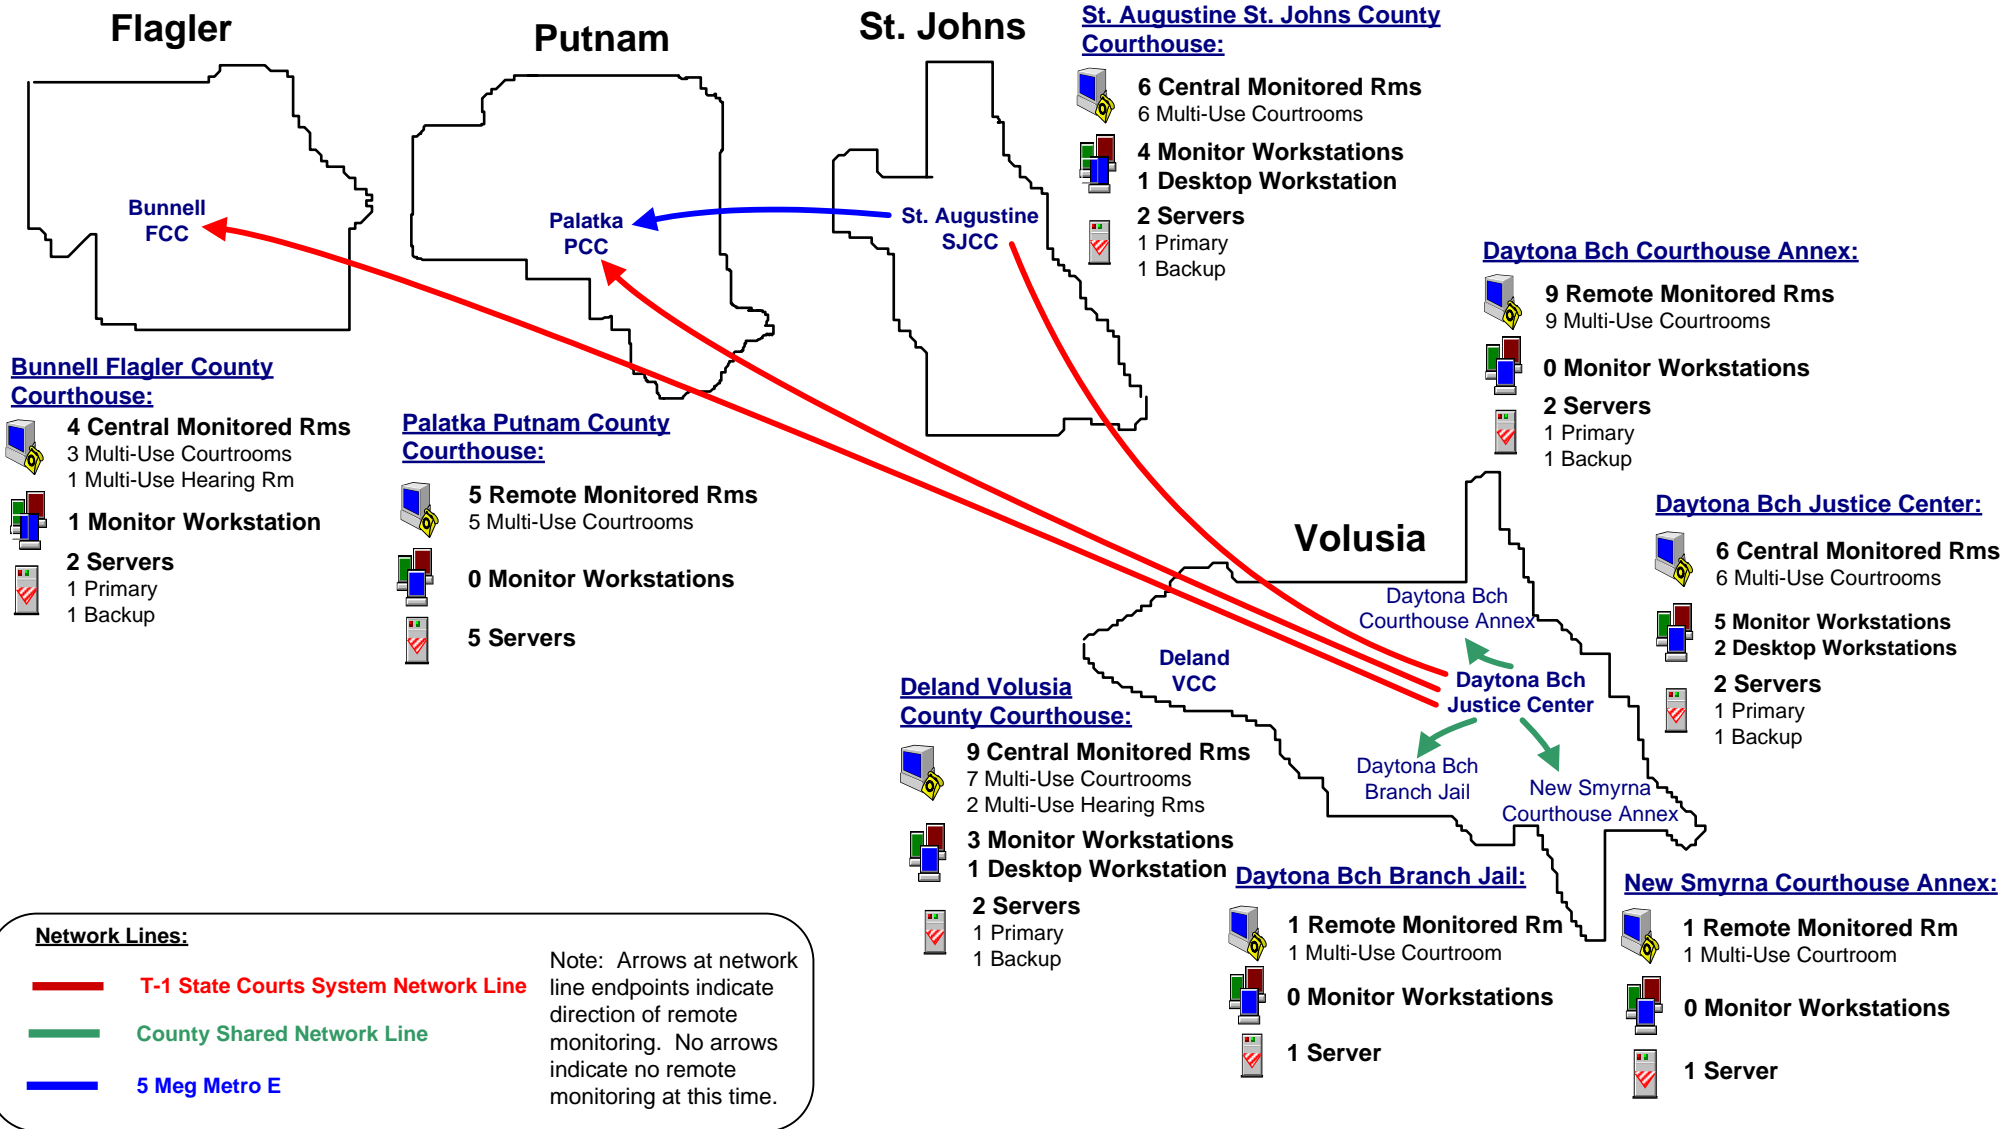 Flagler
Putnam
St. Johns
Volusia
Bunnell
FCC
Palatka
PCC
St. Augustine
SJCC
St. Augustine St. Johns County
Courthouse:
6 Central Monitored Rms
6 Multi-Use Courtrooms
4 Monitor Workstations
1 Desktop Workstation
2 Servers
1 Primary
1 Backup
Daytona Bch Courthouse Annex:
9 Remote Monitored Rms
9 Multi-Use Courtrooms
0 Monitor Workstations
2 Servers
1 Primary
1 Backup
Bunnell Flagler County
Courthouse:
4 Central Monitored Rms
3 Multi-Use Courtrooms
1 Multi-Use Hearing Rm
1 Monitor Workstation
2 Servers
1 Primary
1 Backup
Palatka Putnam County
Courthouse:
5 Remote Monitored Rms
5 Multi-Use Courtrooms
0 Monitor Workstations
5 Servers
Daytona Bch Justice Center:
6 Central Monitored Rms
6 Multi-Use Courtrooms
5 Monitor Workstations
2 Desktop Workstations
2 Servers
1 Primary
1 Backup
Daytona Bch
Courthouse Annex
Deland
VCC
Daytona Bch
Justice Center
Daytona Bch
Branch Jail
New Smyrna
Courthouse Annex
Deland Volusia
County Courthouse:
9 Central Monitored Rms
7 Multi-Use Courtrooms
2 Multi-Use Hearing Rms
3 Monitor Workstations
1 Desktop Workstation
2 Servers
1 Primary
1 Backup
Daytona Bch Branch Jail:
1 Remote Monitored Rm
1 Multi-Use Courtroom
0 Monitor Workstations
1 Server
New Smyrna Courthouse Annex:
1 Remote Monitored Rm
1 Multi-Use Courtroom
0 Monitor Workstations
1 Server
Network Lines:
T-1 State Courts System Network Line
County Shared Network Line
5 Meg Metro E
Note: Arrows at network
line endpoints indicate
direction of remote
monitoring. No arrows
indicate no remote
monitoring at this time.